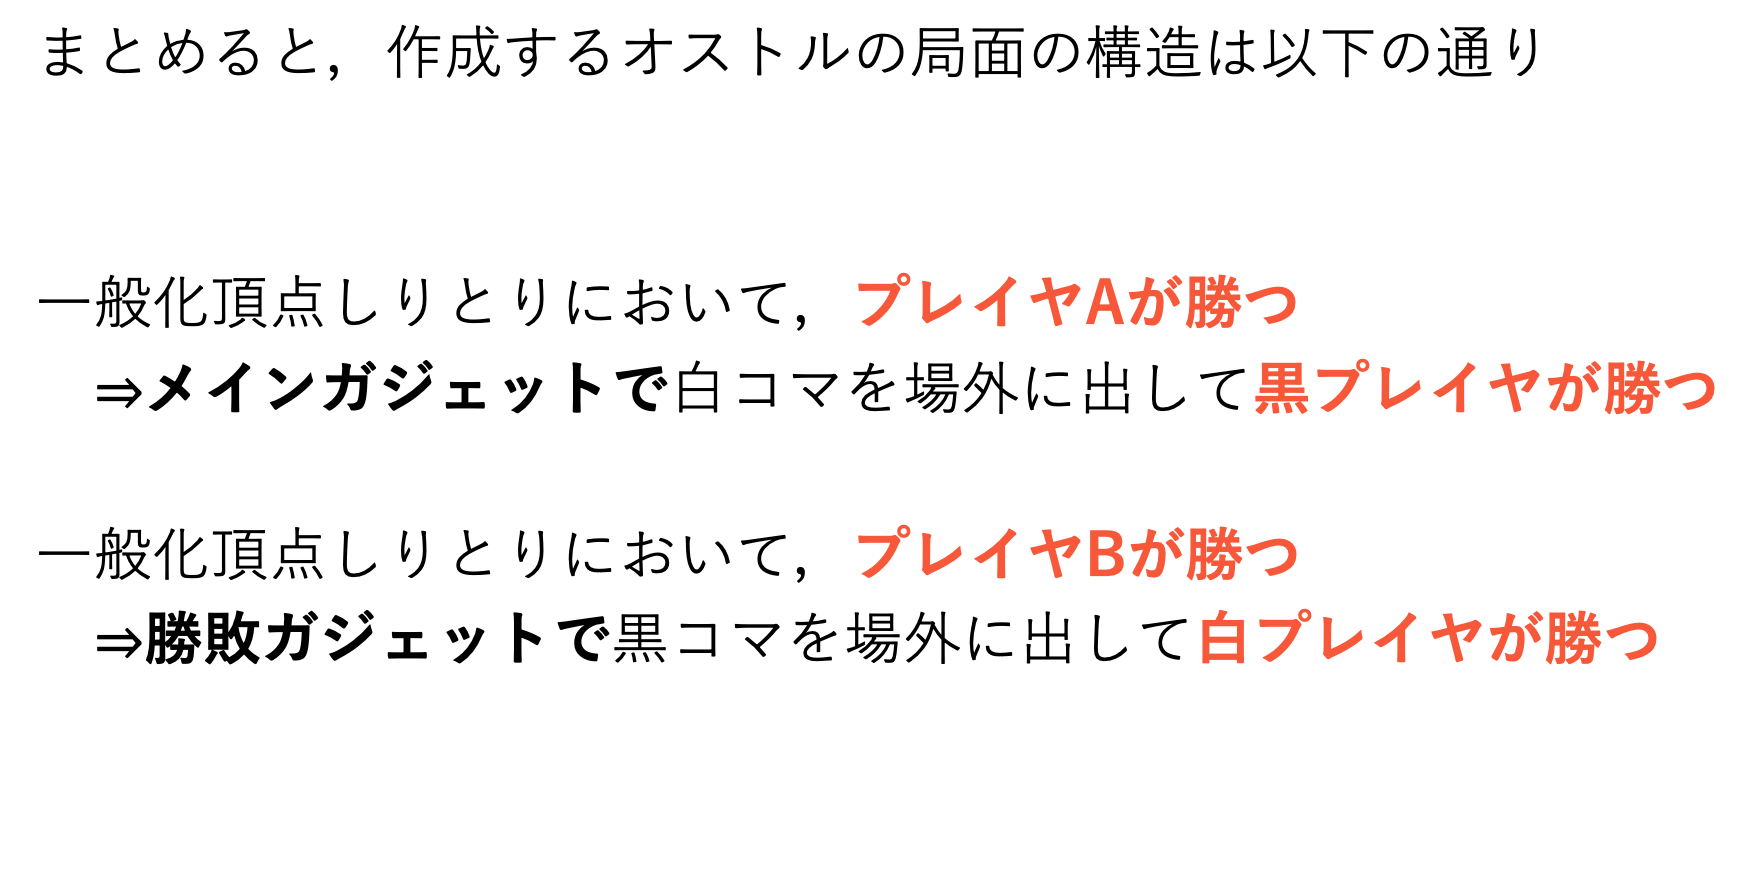 まとめると，作成するオストルの局面の構造は以下の通り
一般化頂点しりとりにおいて，プレイヤAが勝つ
⇒メインガジェットで白コマを場外に出して黒プレイヤが勝つ
一般化頂点しりとりにおいて，プレイヤBが勝つ
⇒勝敗ガジェットで黒コマを場外に出して白プレイヤが勝つ